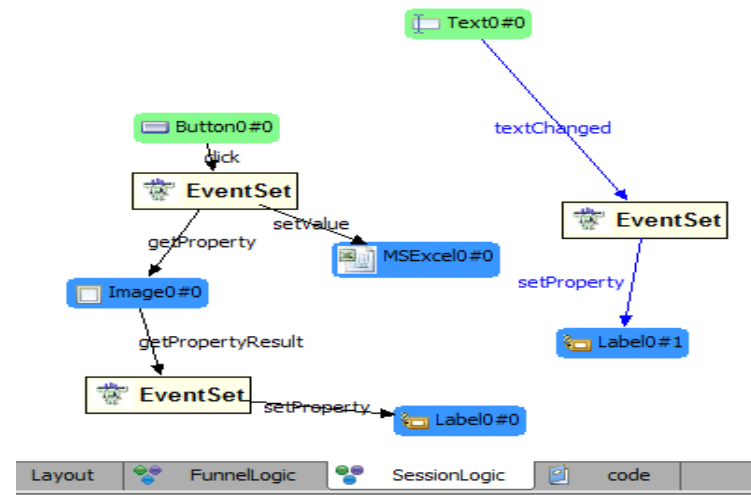 Text0#0
Button0#0
textChanged
click
EventSet
EventSet
setValue
getProperty
MSExcel0#0
setProperty
Image0#0
getPropertyResult
Label0#1
EventSet
setProperty
Label0#0
Layout FunnelLogic SessionLogic code